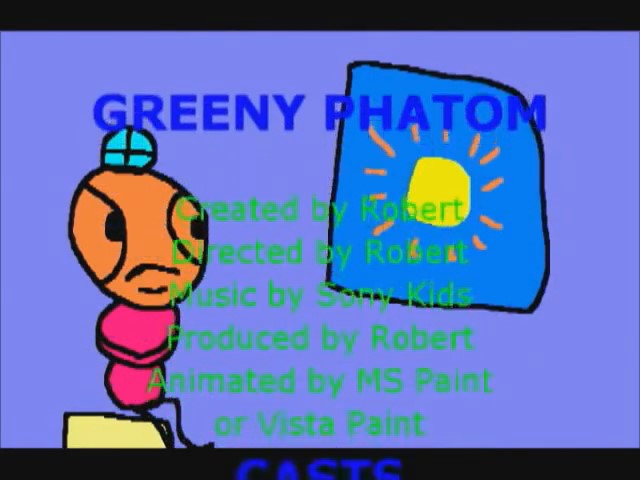 GREENY PHATOM
Created by Robert
Directed by Robert
Music by Sony Kids
Produced by Robert
Animated by MS Paint
or Vista Paint
CASTS